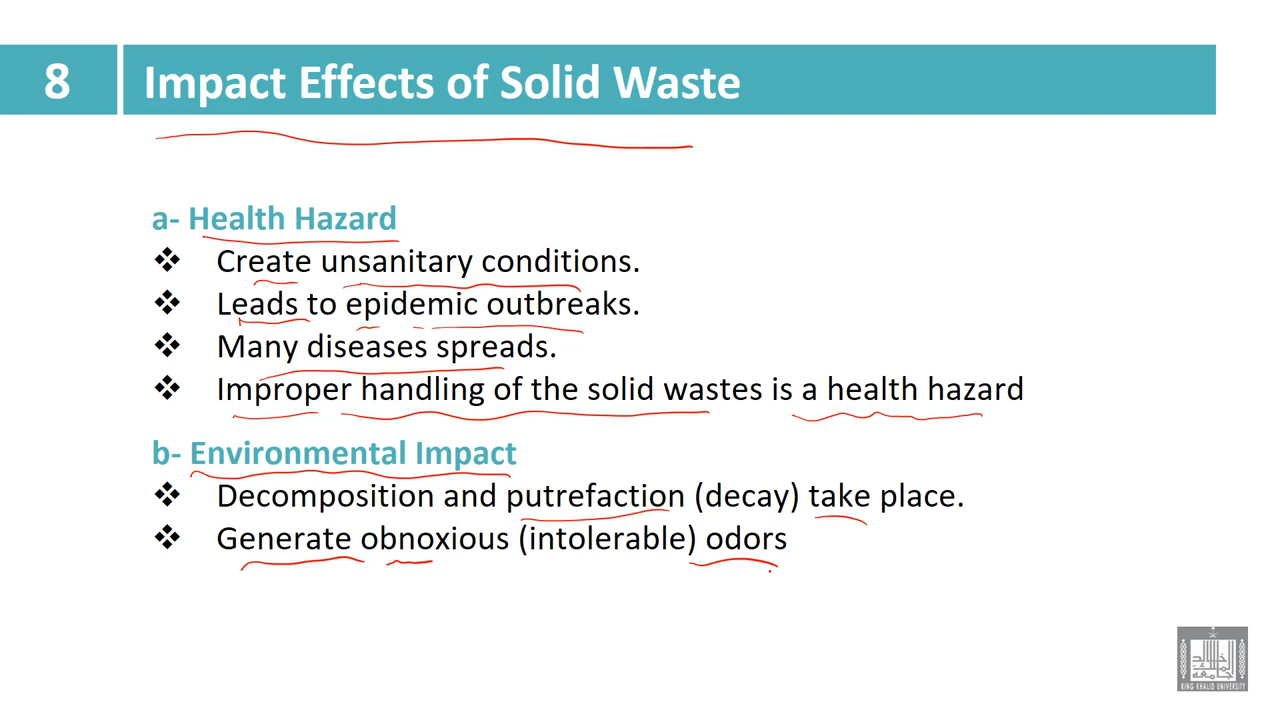 8
Impact Effects of Solid Waste
a- Health Hazard
❖ Create unsanitary conditions.
❖ Leads to epidemic outbreaks.
❖ Many diseases spreads.
❖ Improper handling of the solid wastes is a health hazard
b- Environmental Impact
❖ Decomposition and putrefaction (decay) take place.
❖ Generate obnoxious (intolerable) odors
KING KHALID UNIVERSITY